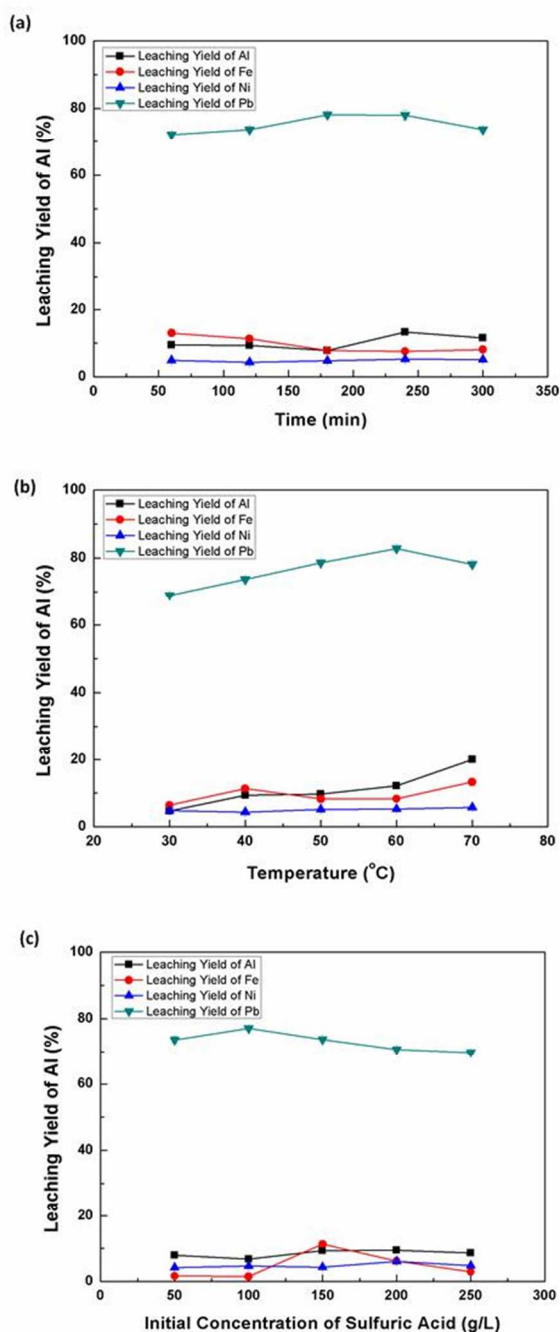 (a)
100
80
60
40
20
0
Leaching Yield of Al (%)
Leaching Yield of Al
Leaching Yield of Fe
Leaching Yield of Ni
Leaching Yield of Pb
0 50 100 150 200 250 300 350
Time (min)
(b)
100
80
60
40
20
0
Leaching Yield of Al (%)
Leaching Yield of Al
Leaching Yield of Fe
Leaching Yield of Ni
Leaching Yield of Pb
20 30 40 50 60 70 80
Temperature (°C)
(c)
100
80
60
40
20
0
Leaching Yield of Al (%)
Leaching Yield of Al
Leaching Yield of Fe
Leaching Yield of Ni
Leaching Yield of Pb
0 50 100 150 200 250 300
Initial Concentration of Sulfuric Acid (g/L)